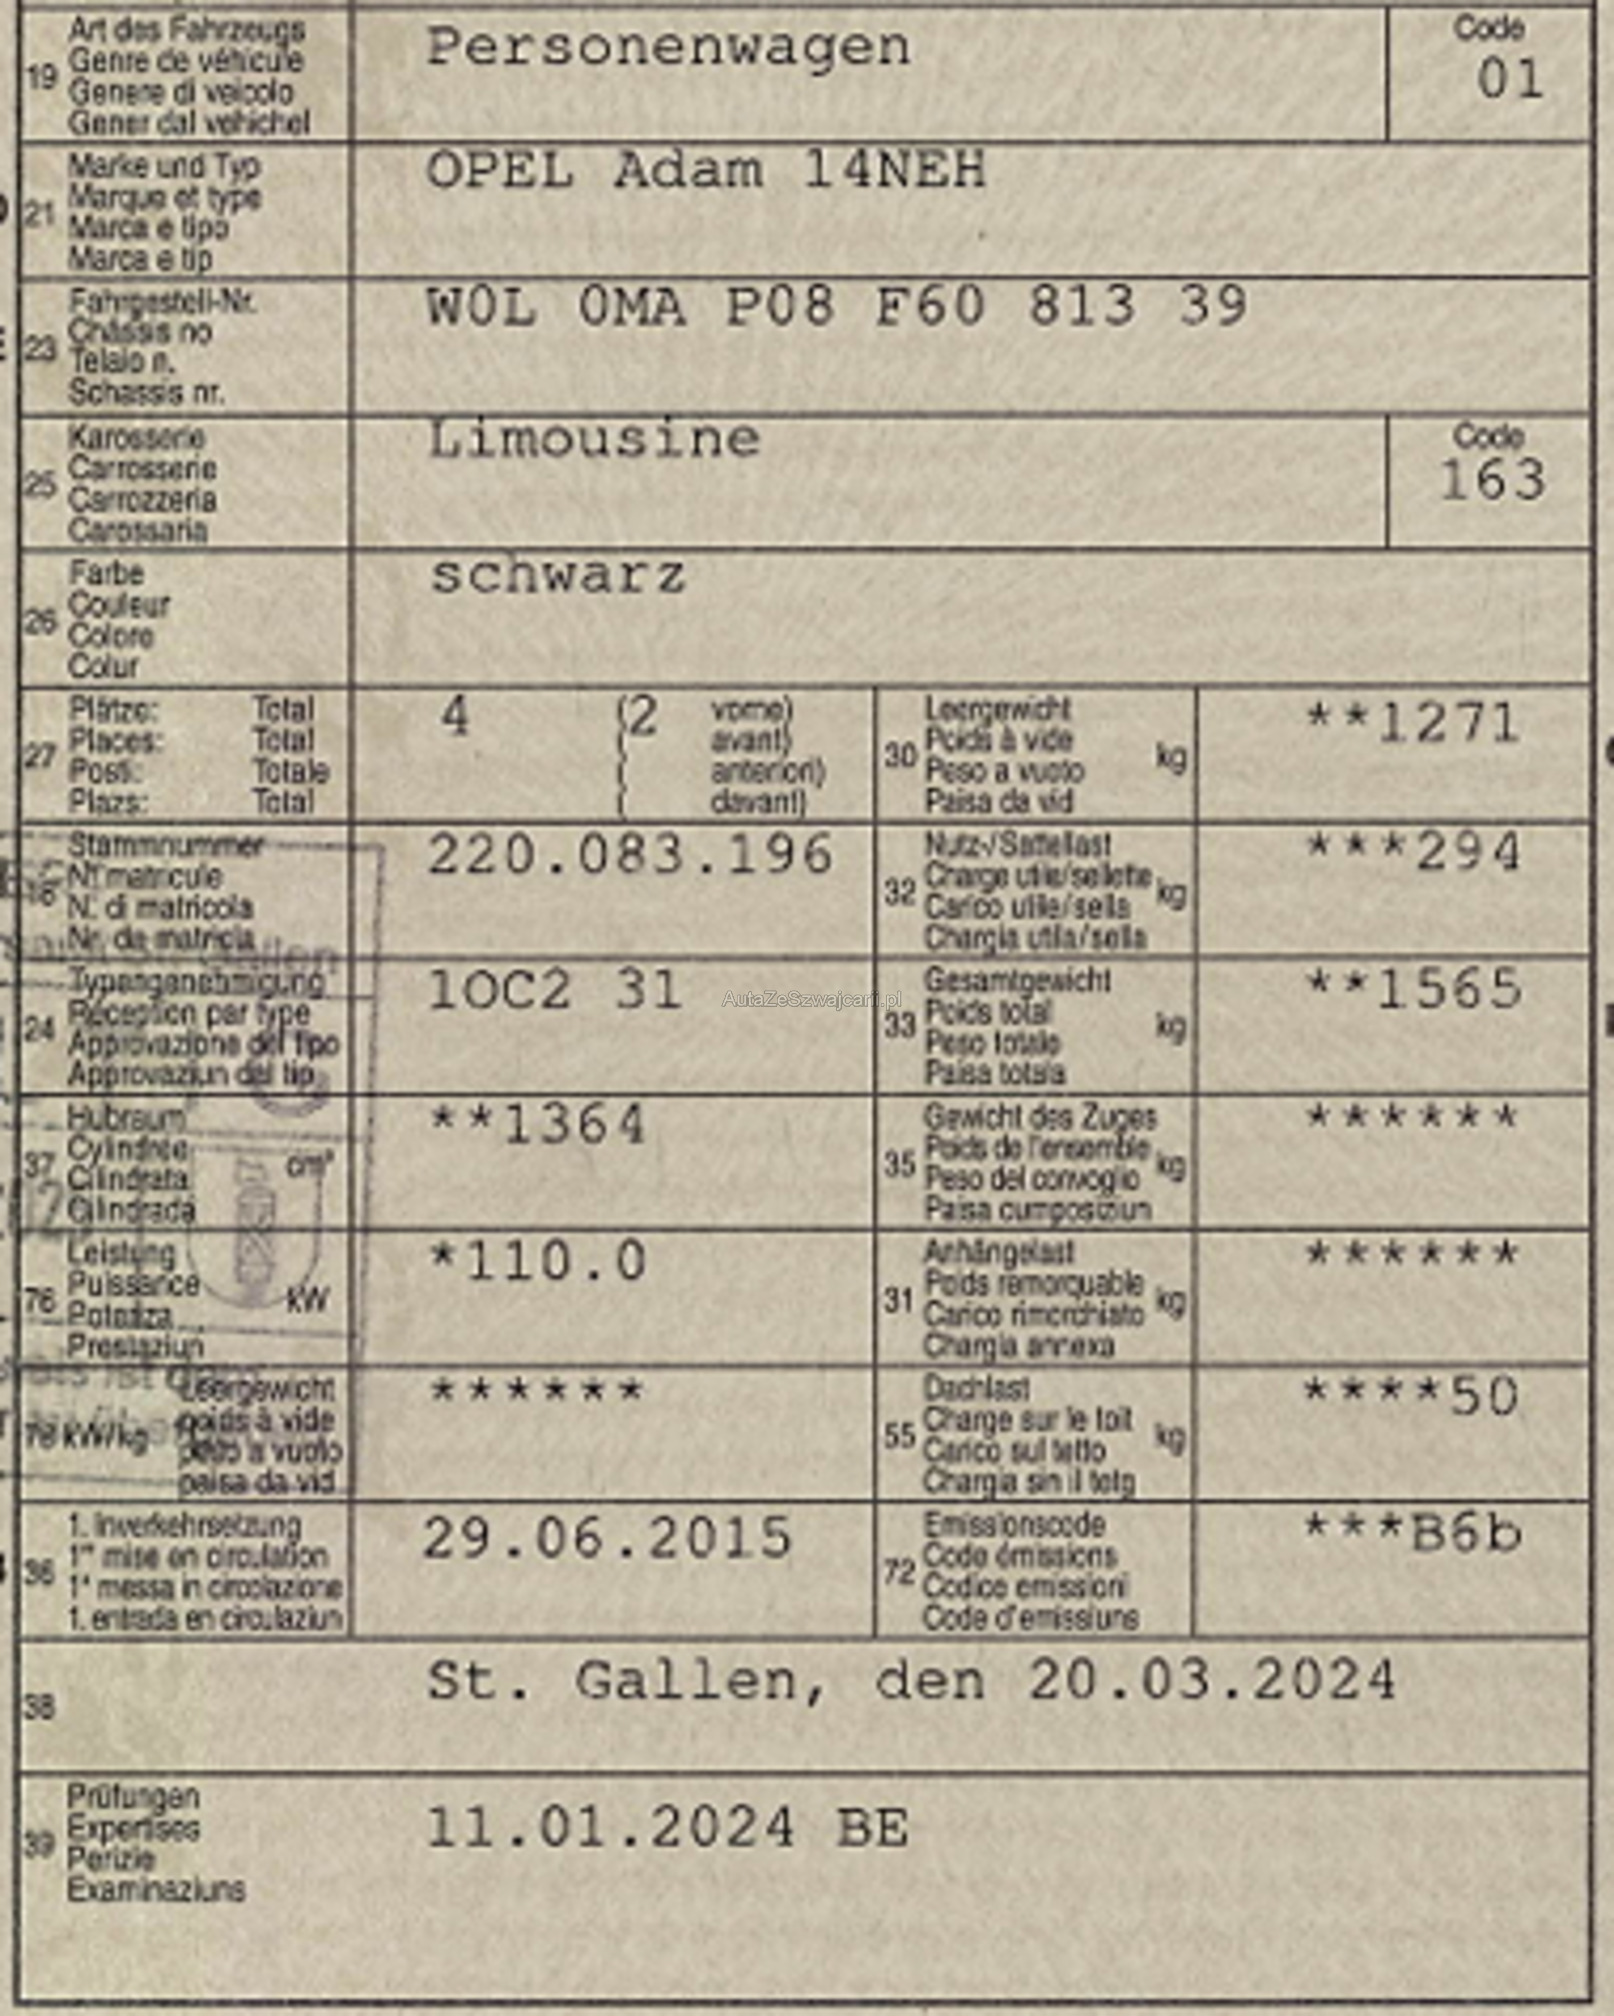 19
Art des Fahrzeugs
Genre de véhicule
Genere di veicolo
Gener dal vehichel
Personenwagen
Code
01
21
Marke und Typ
Marque et type
Marca e tipo
Marca e tip
OPEL Adam 14NEH
23
Fahrgestell-Nr.
Châssis no
Telaio n.
Schassis nr.
W0L 0MA P08 F60 813 39
25
Karosserie
Carrosserie
Carrozzeria
Carossaria
Limousine
Code
163
26
Farbe
Couleur
Colore
Colur
schwarz
27
Plätze: Total
Places: Total
Posti: Totale
Plazs: Total
4 (2 vorne)
( avant)
( anteriori)
( davant)
30
Leergewicht
Poids à vide
Peso a vuoto
Paisa da vid
kg
**1271
18
Stammnummer
N. matricule
N. di matricola
Nr. da matricla
220.083.196
32
Nutz-/Sattellast
Charge utile/sellette
Carico utile/sella
Chargia utila/sella
kg
***294
24
Typengenehmigung
Réception par type
Approvazione del tipo
Approvaziun dal tip
1OC2 31
AutaZeSzwajcarii.pl
33
Gesamtgewicht
Poids total
Peso totale
Paisa totala
kg
**1565
37
Hubraum
Cylindrée
Cilindrata
Cilindrada
cm³
**1364
35
Gewicht des Zuges
Poids de l'ensemble
Peso del convoglio
Paisa cumposiziun
kg
******
76
Leistung
Puissance
Potenza
Prestaziun
kW
*110.0
31
Anhängelast
Poids remorquable
Carico rimorchiato
Chargia annexa
kg
******
78 kW/kg
Leergewicht
poids à vide
peso a vuoto
paisa da vid
******
55
Dachlast
Charge sur le toit
Carico sul tetto
Chargia sin il tetg
kg
****50
36
1. Inverkehrsetzung
1re mise en circulation
1a messa in circolazione
1. entrada en circulaziun
29.06.2015
72
Emissionscode
Code émissions
Codice emissioni
Code d'emissiuns
***B6b
38
St. Gallen, den 20.03.2024
39
Prüfungen
Expertises
Perizie
Examinaziuns
11.01.2024 BE